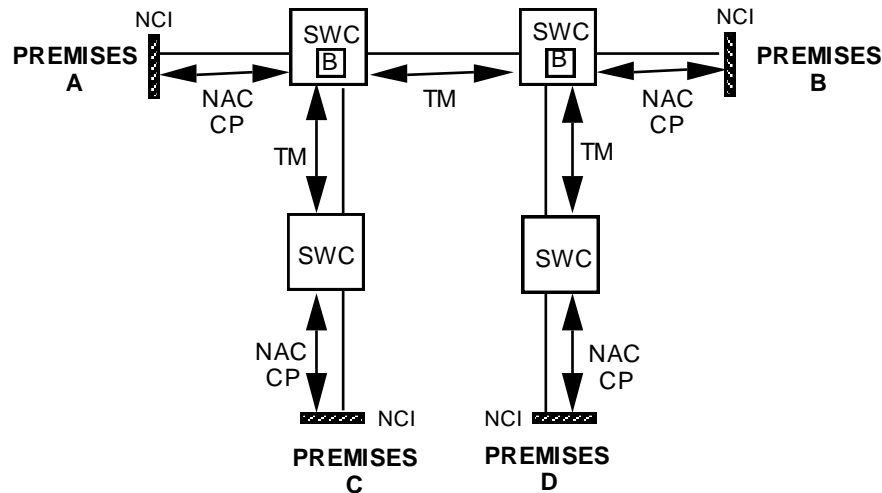 NCI
SWC
SWC
NCI
PREMISES
A
B
B
PREMISES
B
NAC
CP
TM
NAC
CP
TM
TM
SWC
SWC
NAC
CP
NAC
CP
NCI
NCI
PREMISES
C
PREMISES
D